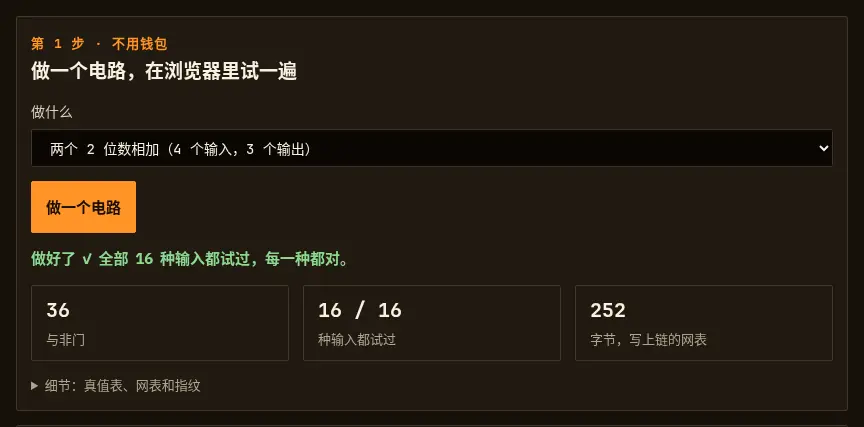 第 1 步 · 不用钱包
做一个电路，在浏览器里试一遍
做什么
两个 2 位数相加（4 个输入，3 个输出）
做一个电路
做好了 √ 全部 16 种输入都试过，每一种都对。
36
与非门
16 / 16
种输入都试过
252
字节，写上链的网表
▶ 细节：真值表、网表和指纹